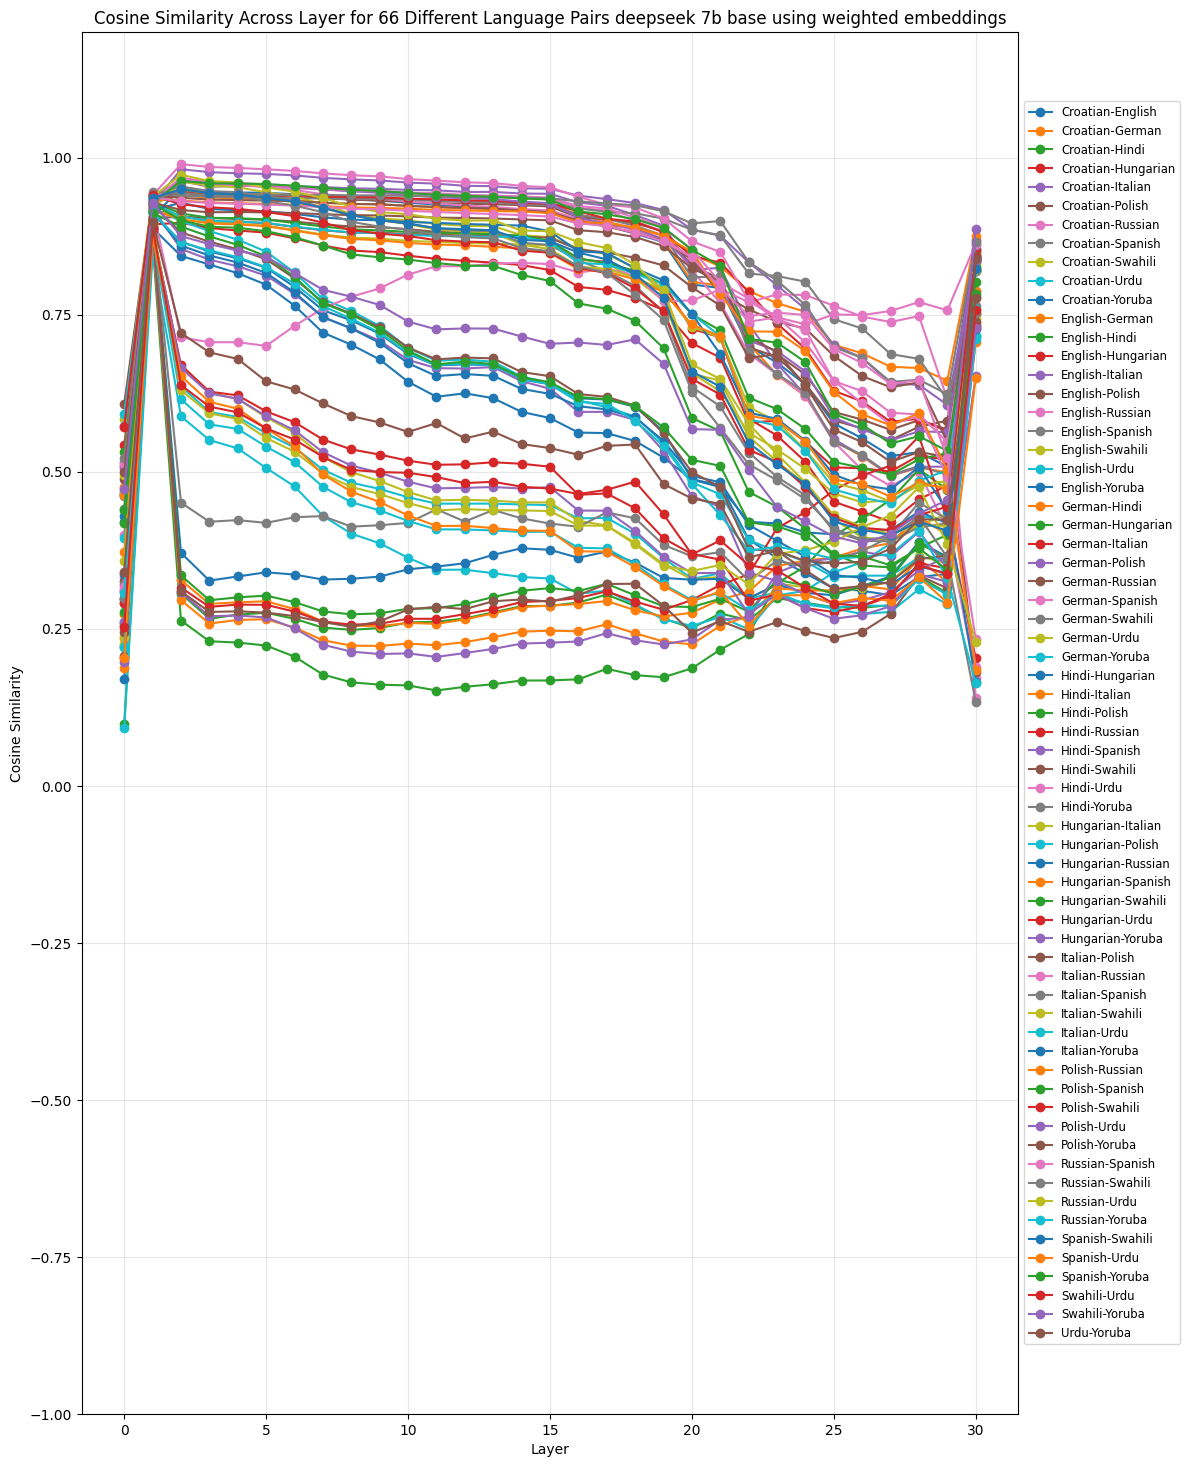 Cosine Similarity Across Layer for 66 Different Language Pairs deepseek 7b base using weighted embeddings
Cosine Similarity
1.00
0.75
0.50
0.25
0.00
−0.25
−0.50
−0.75
−1.00
0 5 10 15 20 25 30
Layer
Croatian-English
Croatian-German
Croatian-Hindi
Croatian-Hungarian
Croatian-Italian
Croatian-Polish
Croatian-Russian
Croatian-Spanish
Croatian-Swahili
Croatian-Urdu
Croatian-Yoruba
English-German
English-Hindi
English-Hungarian
English-Italian
English-Polish
English-Russian
English-Spanish
English-Swahili
English-Urdu
English-Yoruba
German-Hindi
German-Hungarian
German-Italian
German-Polish
German-Russian
German-Spanish
German-Swahili
German-Urdu
German-Yoruba
Hindi-Hungarian
Hindi-Italian
Hindi-Polish
Hindi-Russian
Hindi-Spanish
Hindi-Swahili
Hindi-Urdu
Hindi-Yoruba
Hungarian-Italian
Hungarian-Polish
Hungarian-Russian
Hungarian-Spanish
Hungarian-Swahili
Hungarian-Urdu
Hungarian-Yoruba
Italian-Polish
Italian-Russian
Italian-Spanish
Italian-Swahili
Italian-Urdu
Italian-Yoruba
Polish-Russian
Polish-Spanish
Polish-Swahili
Polish-Urdu
Polish-Yoruba
Russian-Spanish
Russian-Swahili
Russian-Urdu
Russian-Yoruba
Spanish-Swahili
Spanish-Urdu
Spanish-Yoruba
Swahili-Urdu
Swahili-Yoruba
Urdu-Yoruba